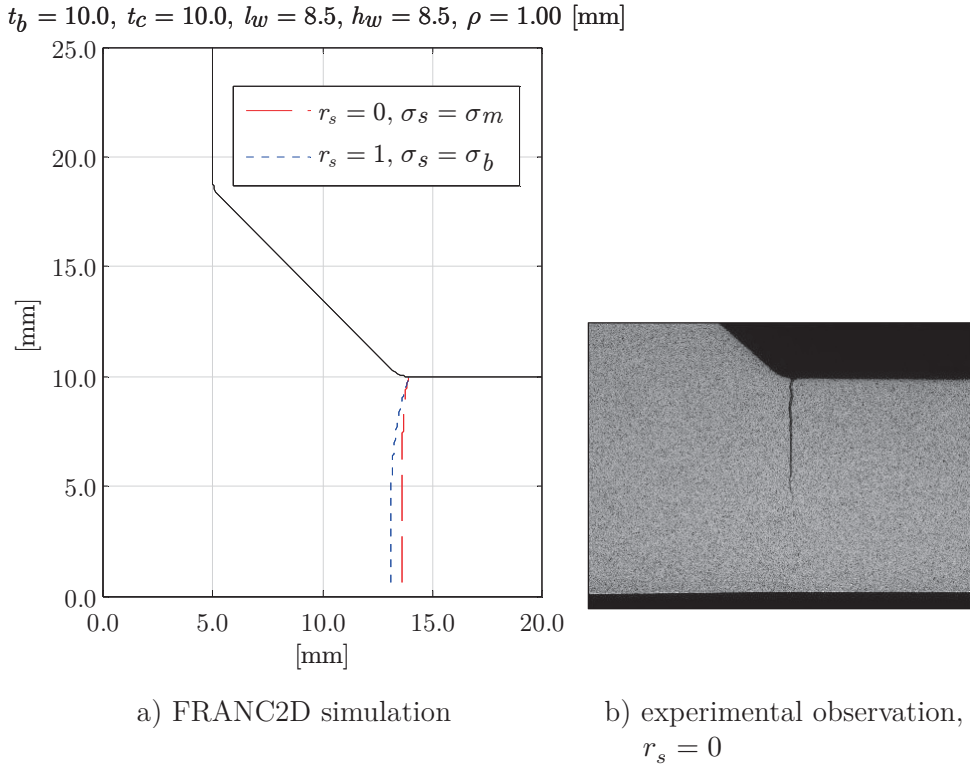 t_b = 10.0, t_c = 10.0, l_w = 8.5, h_w = 8.5, ρ = 1.00 [mm]
25.0
20.0
15.0
10.0
5.0
0.0
[mm]
r_s = 0, σ_s = σ_m
r_s = 1, σ_s = σ_b
0.0 5.0 10.0 15.0 20.0
[mm]
a) FRANC2D simulation
b) experimental observation,
r_s = 0